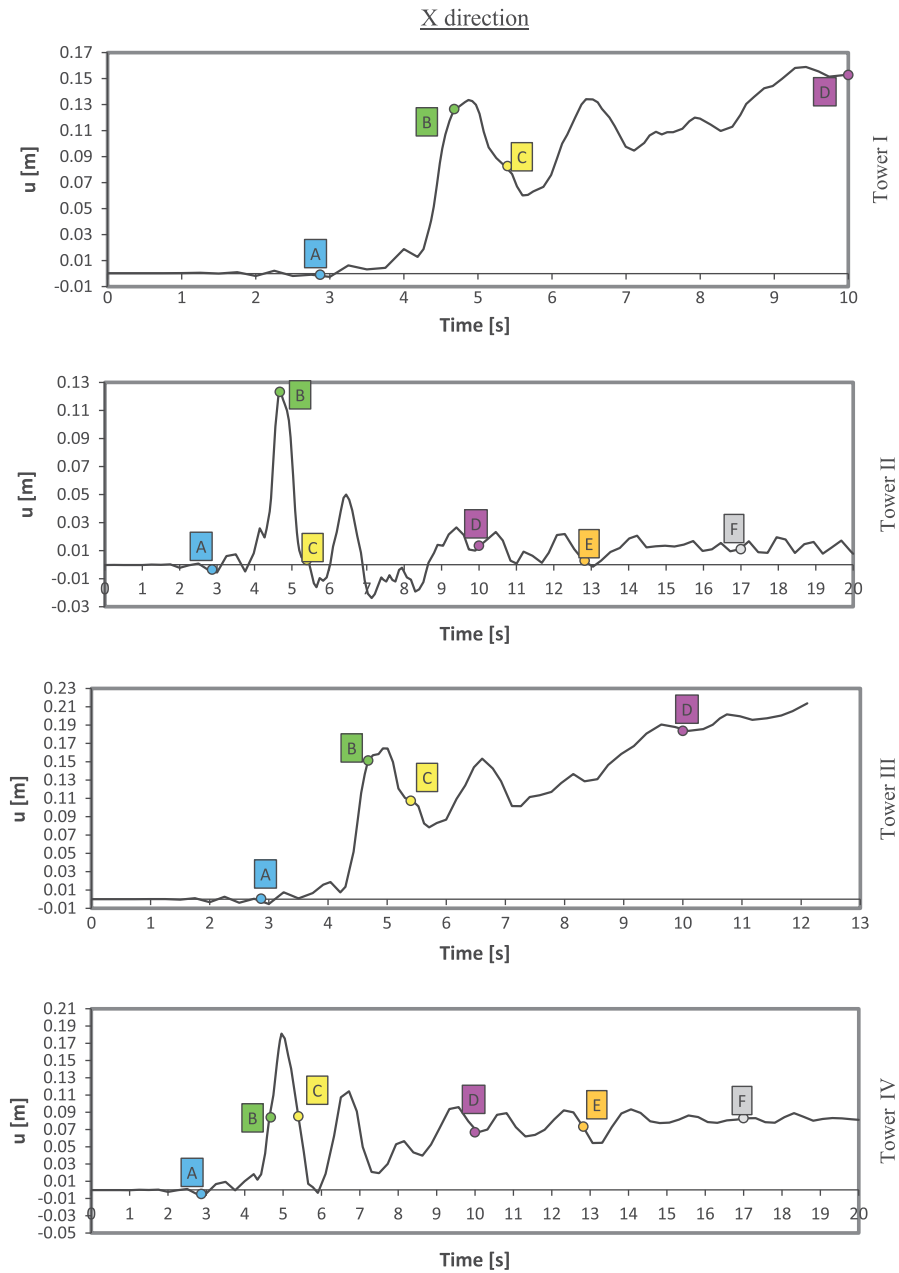 X direction
0.17
0.15
0.13
0.11
0.09
0.07
0.05
0.03
0.01
-0.01
u [m]
A
B
C
D
0 1 2 3 4 5 6 7 8 9 10
Time [s]
Tower I
0.13
0.11
0.09
0.07
0.05
0.03
0.01
-0.01
-0.03
u [m]
A
B
C
D
E
F
0 1 2 3 4 5 6 7 8 9 10 11 12 13 14 15 16 17 18 19 20
Time [s]
Tower II
0.23
0.21
0.19
0.17
0.15
0.13
0.11
0.09
0.07
0.05
0.03
0.01
-0.01
u [m]
A
B
C
D
0 1 2 3 4 5 6 7 8 9 10 11 12 13
Time [s]
Tower III
0.21
0.19
0.17
0.15
0.13
0.11
0.09
0.07
0.05
0.03
0.01
-0.01
-0.03
-0.05
u [m]
A
B
C
D
E
F
0 1 2 3 4 5 6 7 8 9 10 11 12 13 14 15 16 17 18 19 20
Time [s]
Tower IV